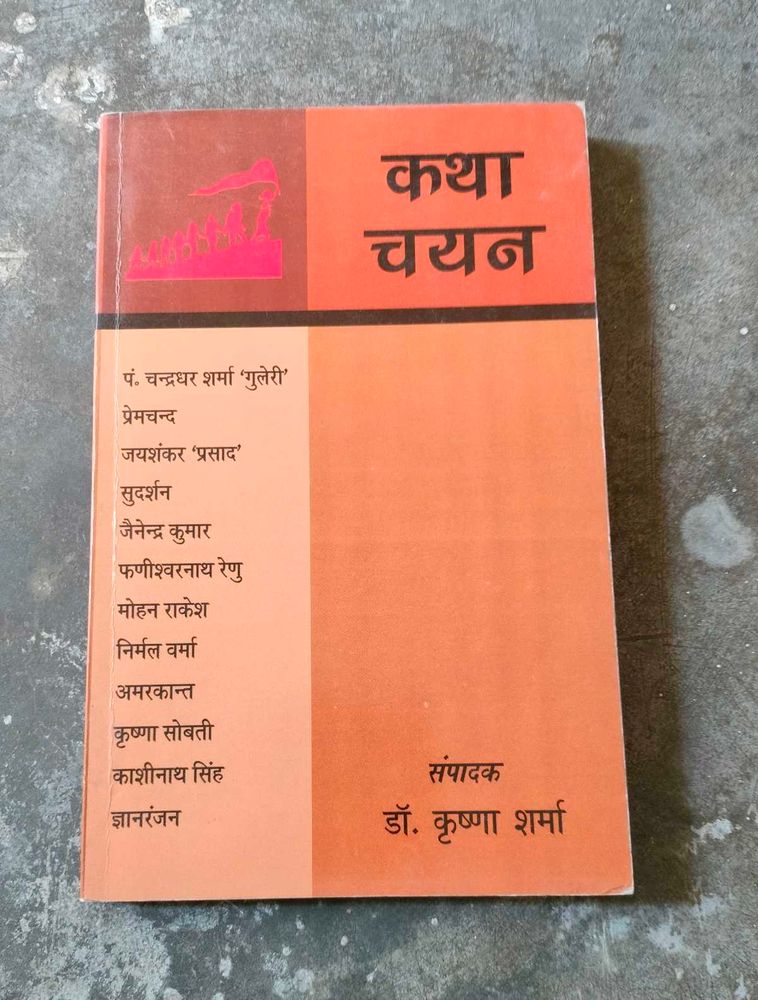 कथा
चयन
पं. चन्द्रधर शर्मा ‘गुलेरी’
प्रेमचन्द
जयशंकर ‘प्रसाद’
सुदर्शन
जैनेन्द्र कुमार
फणीश्वरनाथ रेणु
मोहन राकेश
निर्मल वर्मा
अमरकान्त
कृष्णा सोबती
काशीनाथ सिंह
ज्ञानरंजन
संपादक
डॉ. कृष्णा शर्मा